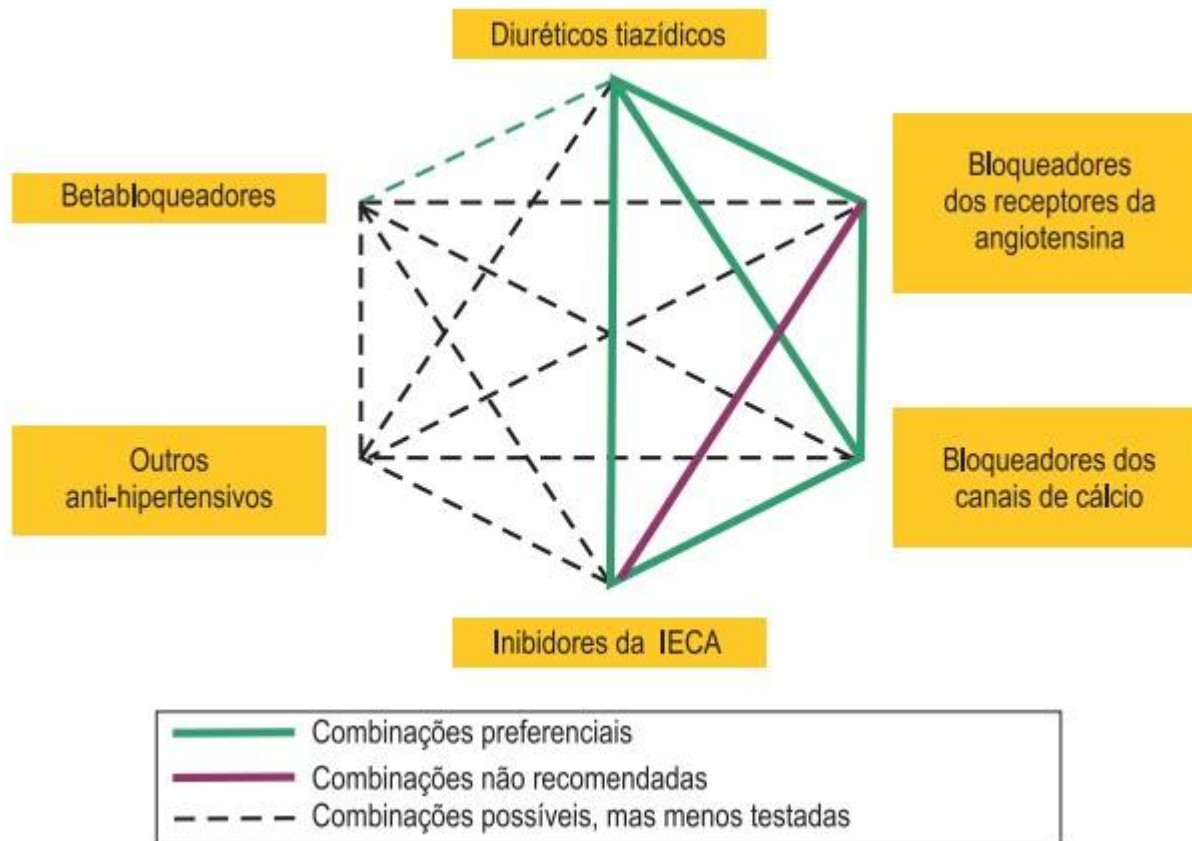 Diuréticos tiazídicos
Betabloqueadores
Bloqueadores
dos receptores da
angiotensina
Outros
anti-hipertensivos
Bloqueadores dos
canais de cálcio
Inibidores da IECA
Combinações preferenciais
Combinações não recomendadas
Combinações possíveis, mas menos testadas